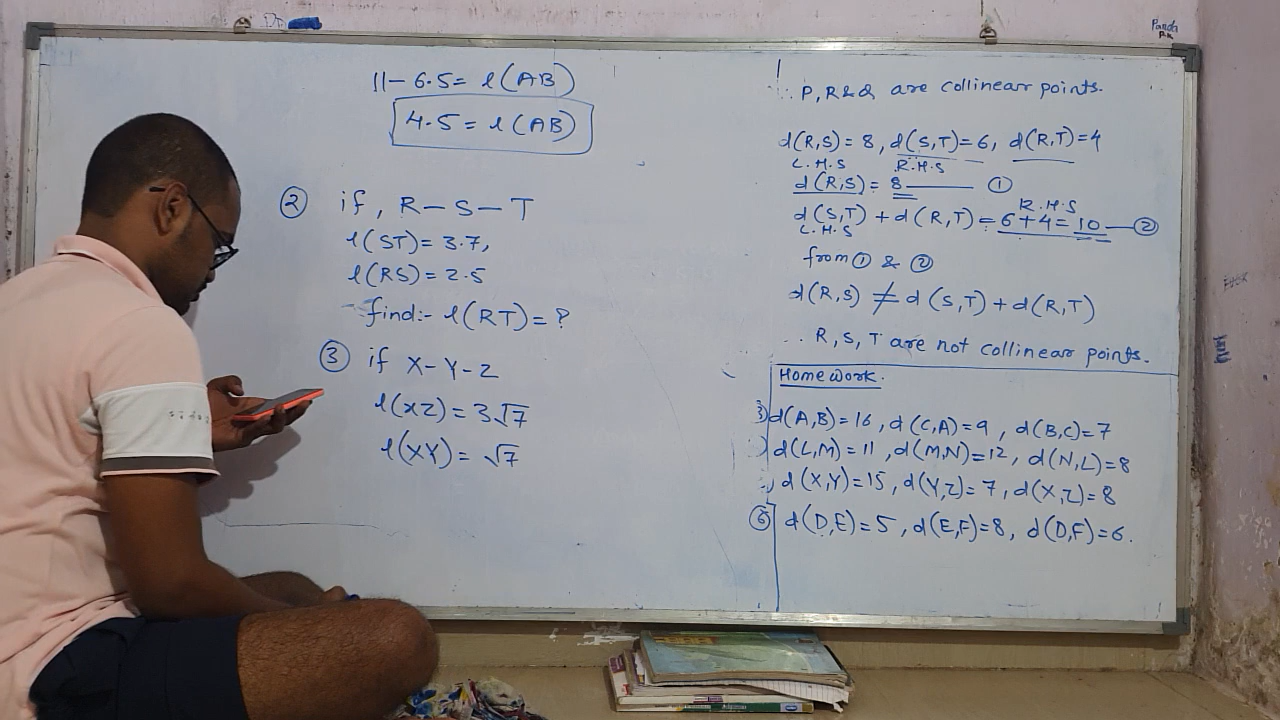 11 - 6.5 = l(AB)
4.5 = l(AB)
② if, R-S-T
l(ST) = 3.7,
l(RS) = 2.5
find:- l(RT) = ?
③ if X-Y-Z
l(XZ) = 3√7
l(XY) = √7
∴ P, R & Q are collinear points.
d(R,S) = 8, d(S,T) = 6, d(R,T) = 4
L.H.S R.H.S
d(R,S) = 8 ①
R.H.S
d(S,T) + d(R,T) = 6+4 = 10 — ②
L.H.S
from ① & ②
d(R,S) ≠ d(S,T) + d(R,T)
∴ R, S, T are not collinear points.
Home work.
3) d(A,B) = 16, d(C,A) = 9, d(B,C) = 7
) d(L,M) = 11, d(M,N) = 12, d(N,L) = 8
d(X,Y) = 15, d(Y,Z) = 7, d(X,Z) = 8
⑥ d(D,E) = 5, d(E,F) = 8, d(D,F) = 6.